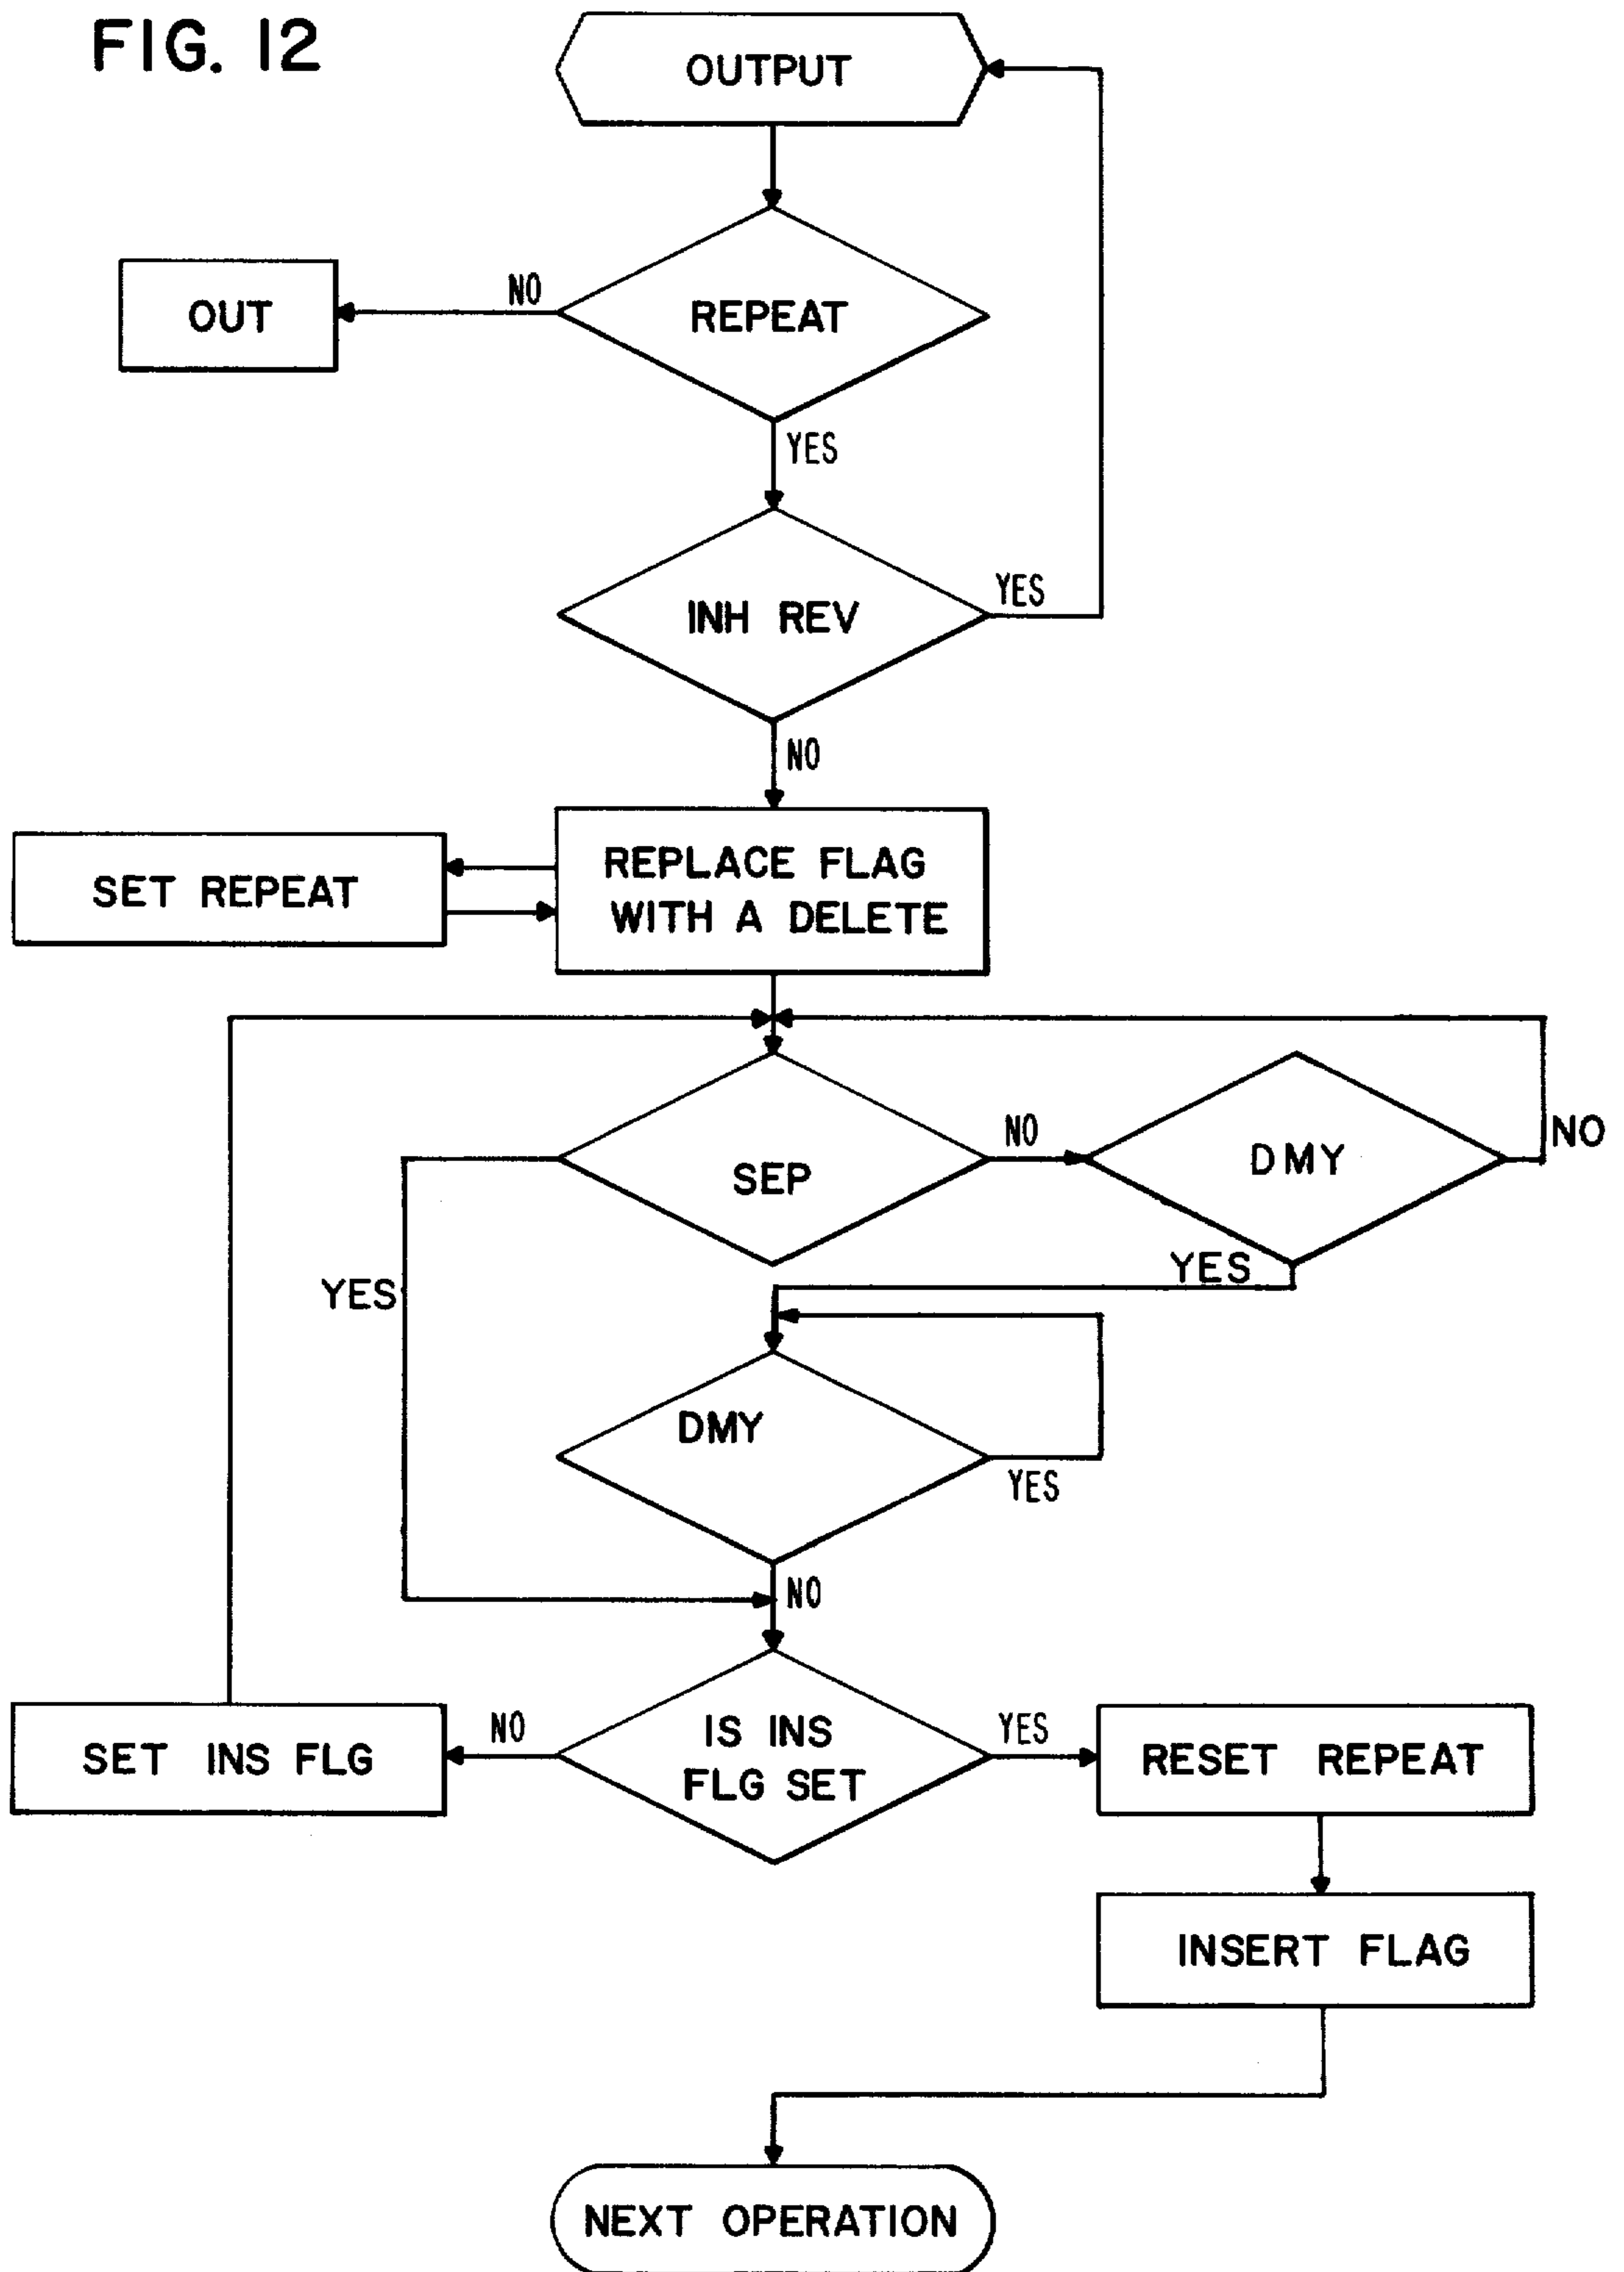 FIG. 12
OUTPUT
NO
OUT
REPEAT
YES
INH REV
YES
NO
SET REPEAT
REPLACE FLAG
WITH A DELETE
SEP
NO
DMY
NO
YES
YES
DMY
YES
NO
SET INS FLG
NO
IS INS
FLG SET
YES
RESET REPEAT
INSERT FLAG
NEXT OPERATION